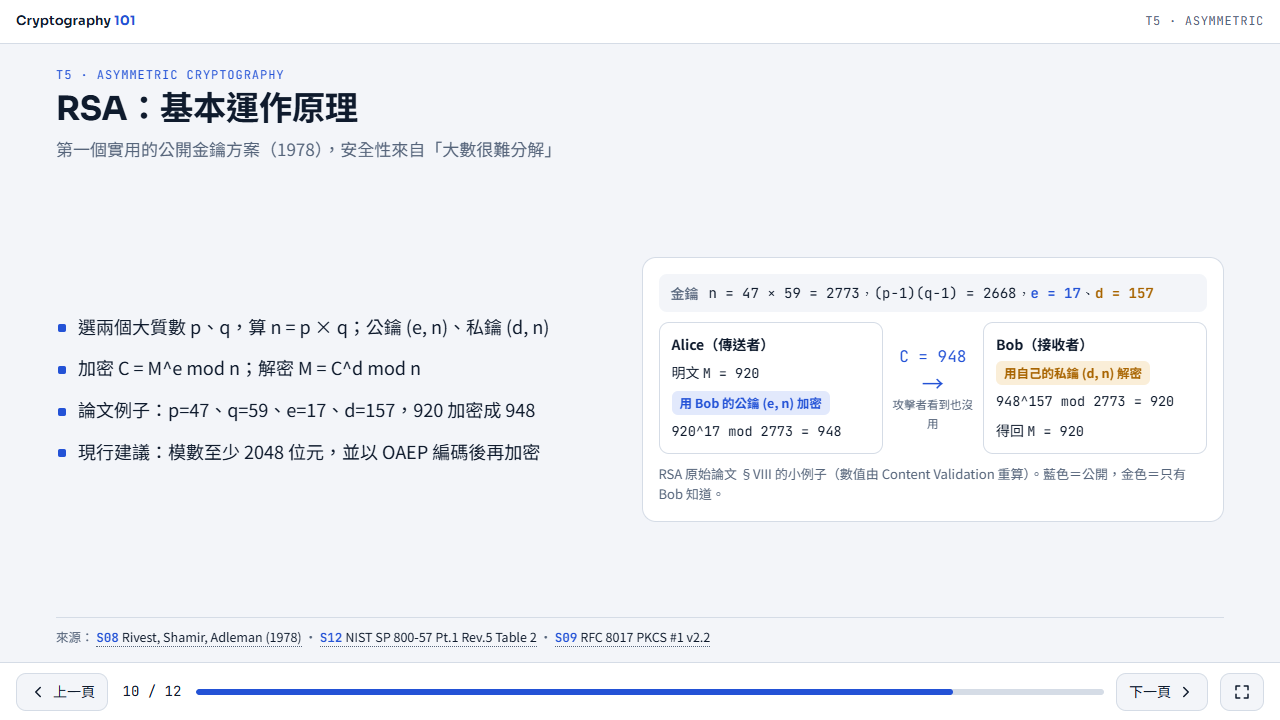 Cryptography 101
T5 · ASYMMETRIC
T5 · ASYMMETRIC CRYPTOGRAPHY
RSA：基本運作原理
第一個實用的公開金鑰方案（1978），安全性來自「大數很難分解」
選兩個大質數 p、q，算 n = p × q；公鑰 (e, n)、私鑰 (d, n)
加密 C = M^e mod n；解密 M = C^d mod n
論文例子：p=47、q=59、e=17、d=157，920 加密成 948
現行建議：模數至少 2048 位元，並以 OAEP 編碼後再加密
金鑰 n = 47 × 59 = 2773，(p-1)(q-1) = 2668，e = 17、d = 157
Alice（傳送者）
明文 M = 920
用 Bob 的公鑰 (e, n) 加密
920^17 mod 2773 = 948
C = 948
→
攻擊者看到也沒
用
Bob（接收者）
用自己的私鑰 (d, n) 解密
948^157 mod 2773 = 920
得回 M = 920
RSA 原始論文 §VIII 的小例子（數值由 Content Validation 重算）。藍色＝公開，金色＝只有
Bob 知道。
來源： S08 Rivest, Shamir, Adleman (1978) · S12 NIST SP 800-57 Pt.1 Rev.5 Table 2 · S09 RFC 8017 PKCS #1 v2.2
上一頁
10 / 12
下一頁